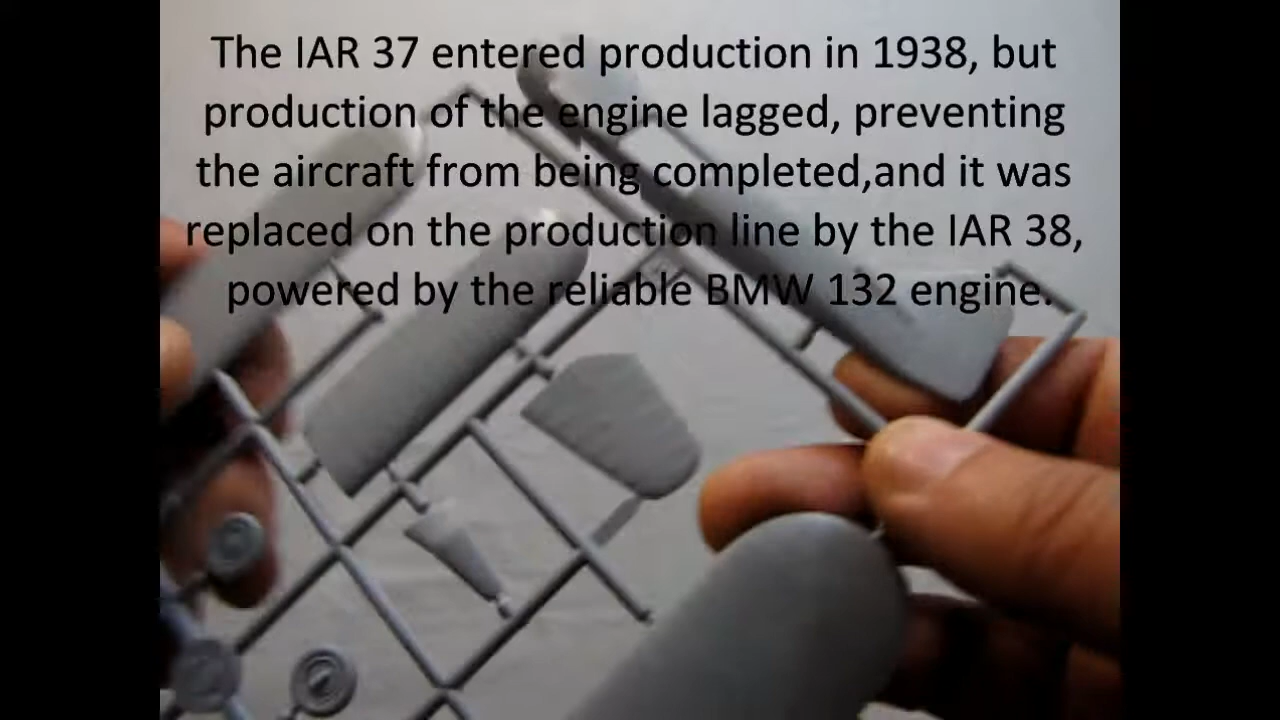 The IAR 37 entered production in 1938, but
production of the engine lagged, preventing
the aircraft from being completed,and it was
replaced on the production line by the IAR 38,
powered by the reliable BMW 132 engine.